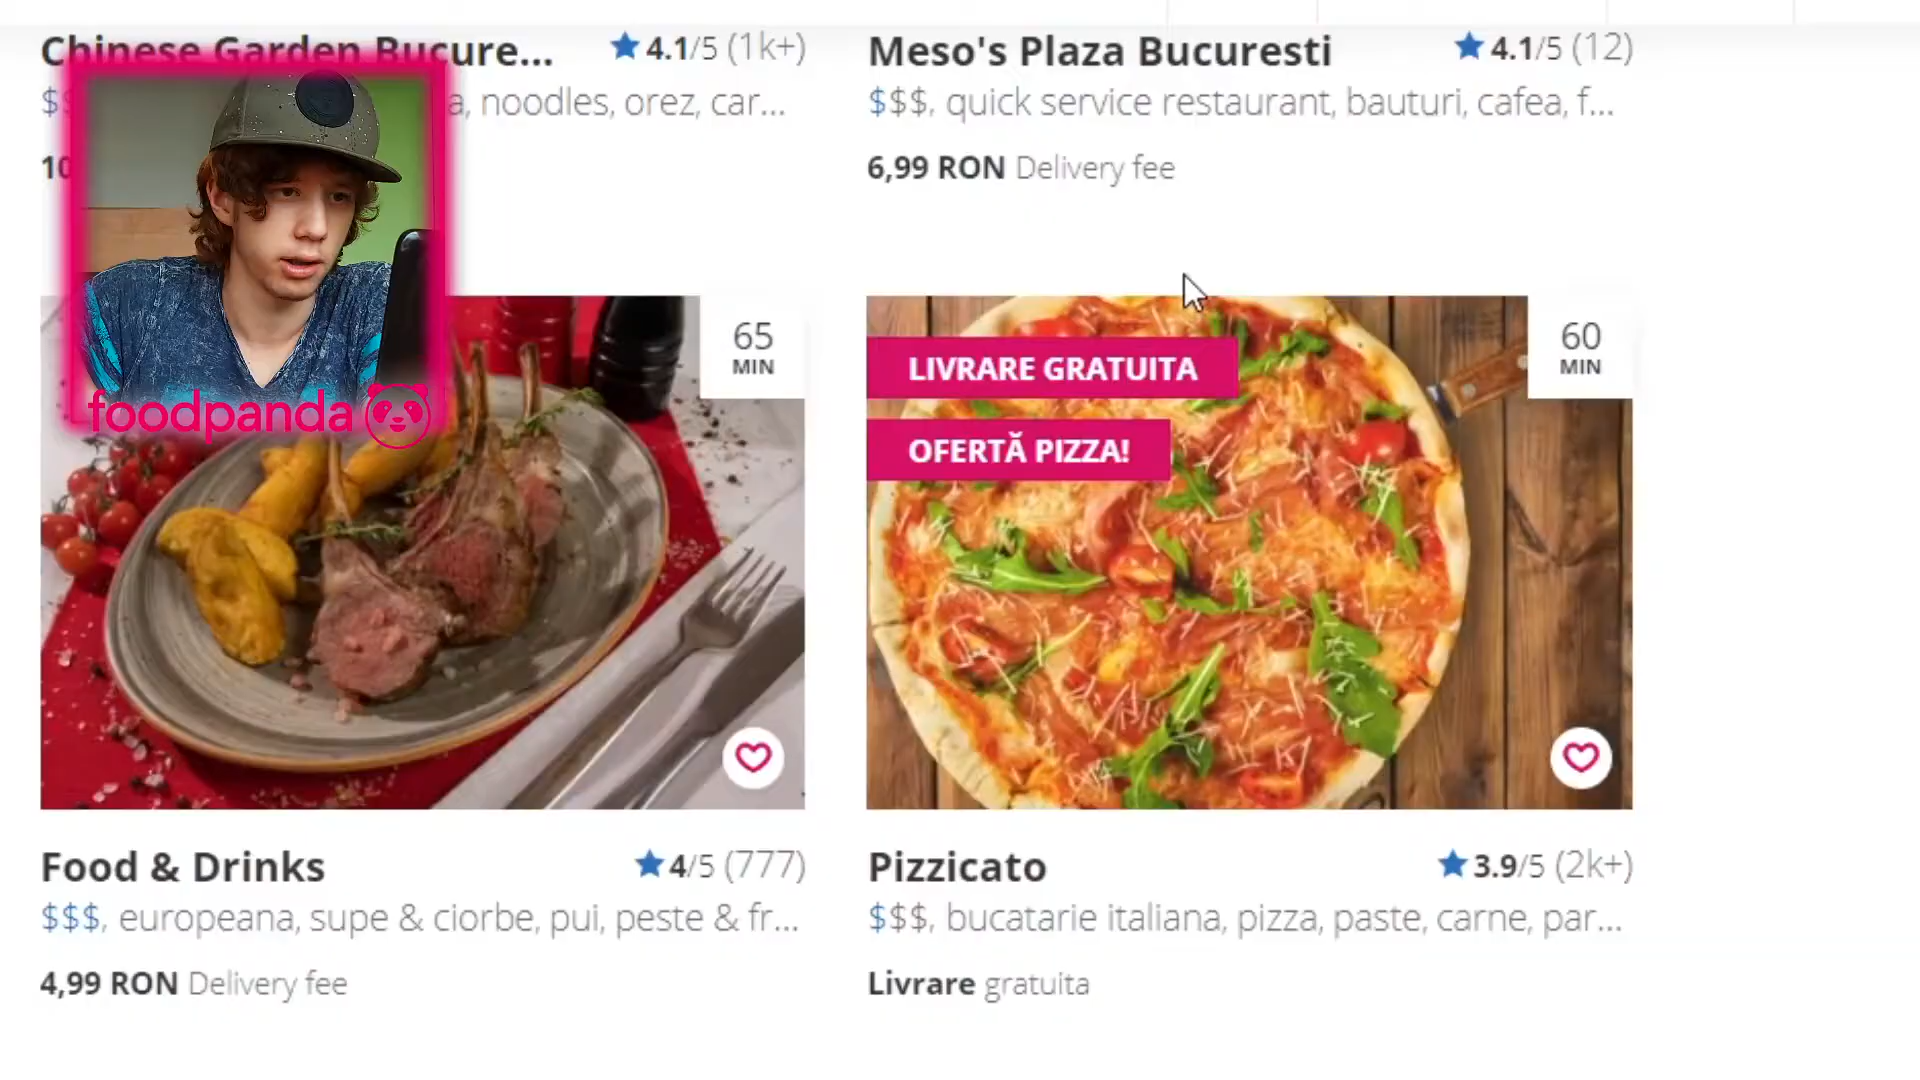 Chinese Garden Bucure... 4.1/5 (1k+)
$ a, noodles, orez, car...
10
Meso's Plaza Bucuresti 4.1/5 (12)
$$$, quick service restaurant, bauturi, cafea, f...
6,99 RON Delivery fee
foodpanda
65
MIN
LIVRARE GRATUITA
OFERTĂ PIZZA!
60
MIN
Food & Drinks 4/5 (777)
$$$, europeana, supe & ciorbe, pui, peste & fr...
4,99 RON Delivery fee
Pizzicato 3.9/5 (2k+)
$$$, bucatarie italiana, pizza, paste, carne, par...
Livrare gratuita